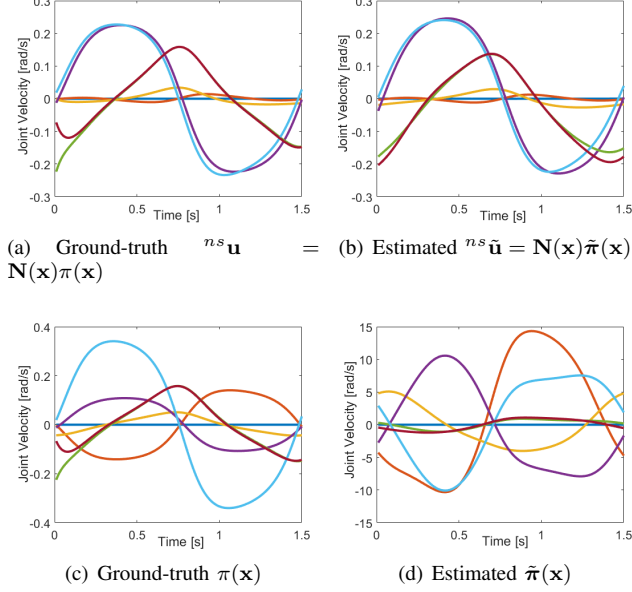 0.3
0.2
0.1
0
-0.1
-0.2
-0.3
Joint Velocity [rad/s]
0 0.5 1 1.5
Time [s]
0.3
0.2
0.1
0
-0.1
-0.2
-0.3
Joint Velocity [rad/s]
0 0.5 1 1.5
Time [s]
(a) Ground-truth ⁿˢu =
N(x)π(x)
(b) Estimated ⁿˢũ = N(x)π̃(x)
0.4
0.2
0
-0.2
-0.4
Joint Velocity [rad/s]
0 0.5 1 1.5
Time [s]
15
10
5
0
-5
-10
-15
Joint Velocity [rad/s]
0 0.5 1 1.5
Time [s]
(c) Ground-truth π(x)
(d) Estimated π̃(x)